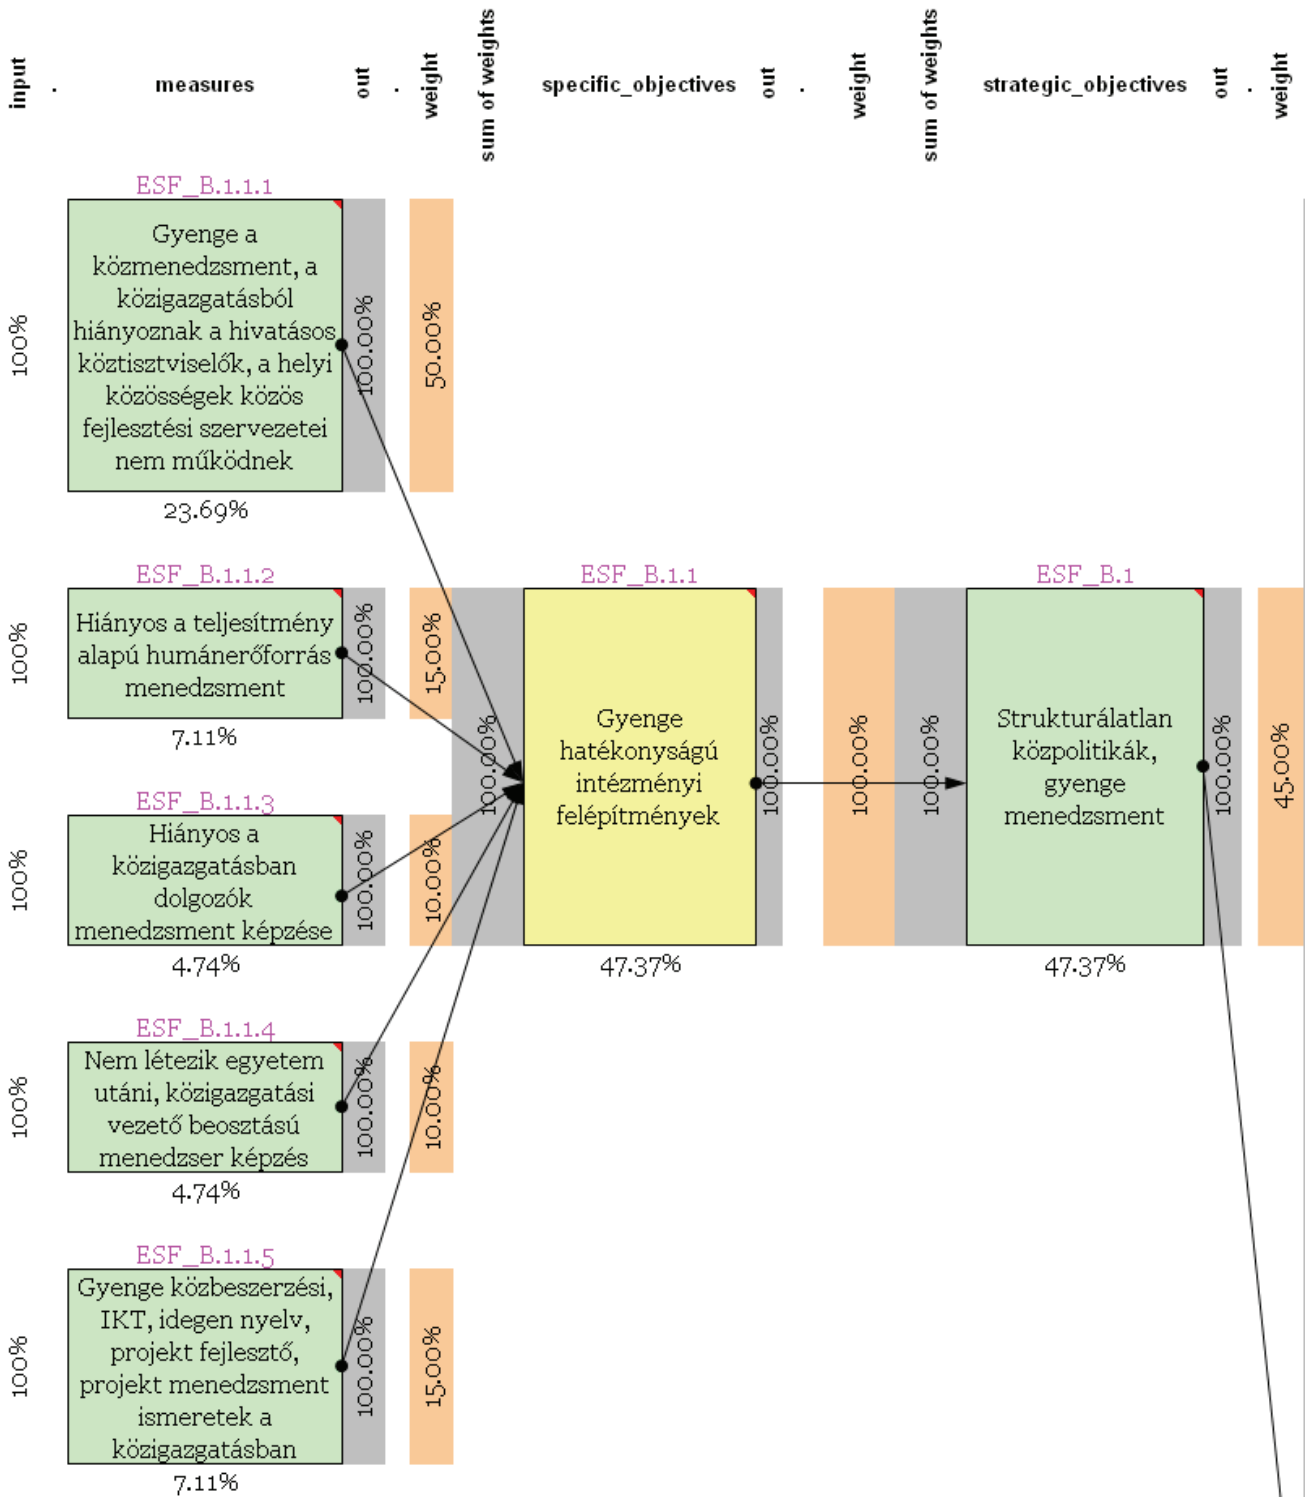 input . measures out . weight sum of weights specific_objectives out . weight sum of weights strategic_objectives out . weight
ESF_B.1.1.1
100%
Gyenge a
közmenedzsment, a
közigazgatásból
hiányoznak a hivatásos
köztisztviselők, a helyi
közösségek közös
fejlesztési szervezetei
nem működnek
100.00%
50.00%
23.69%
ESF_B.1.1.2
100%
Hiányos a teljesítmény
alapú humánerőforrás
menedzsment
100.00%
15.00%
7.11%
ESF_B.1.1.3
100%
Hiányos a
közigazgatásban
dolgozók
menedzsment képzése
100.00%
10.00%
4.74%
ESF_B.1.1.4
100%
Nem létezik egyetem
utáni, közigazgatási
vezető beosztású
menedzser képzés
100.00%
10.00%
4.74%
ESF_B.1.1.5
100%
Gyenge közbeszerzési,
IKT, idegen nyelv,
projekt fejlesztő,
projekt menedzsment
ismeretek a
közigazgatásban
100.00%
15.00%
7.11%
100.00%
ESF_B.1.1
Gyenge
hatékonyságú
intézményi
felépítmények
100.00%
100.00%
47.37%
100.00%
ESF_B.1
Strukturálatlan
közpolitikák,
gyenge
menedzsment
100.00%
45.00%
47.37%